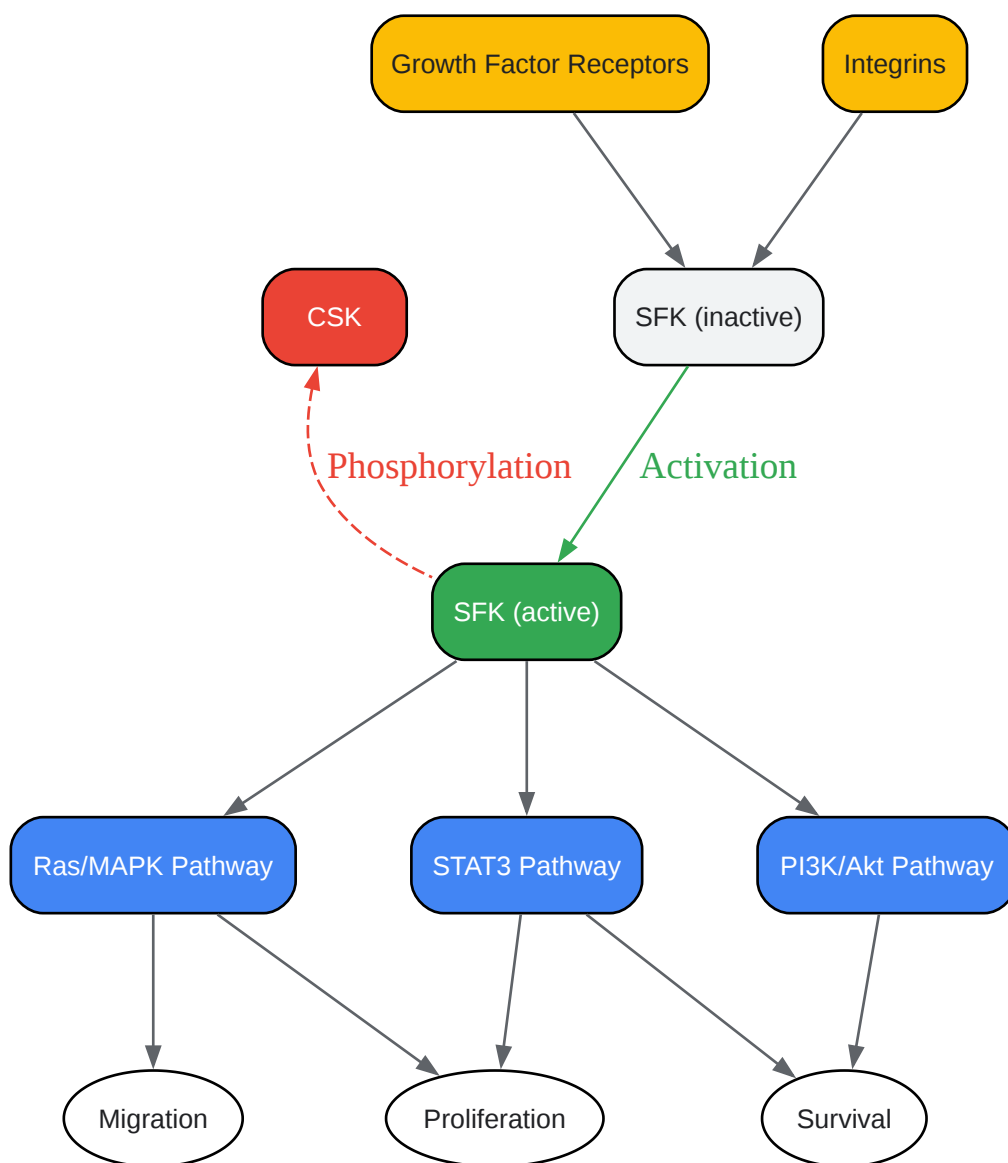 Growth Factor Receptors
Integrins
CSK
SFK (inactive)
Phosphorylation
Activation
SFK (active)
Ras/MAPK Pathway
STAT3 Pathway
PI3K/Akt Pathway
Migration
Proliferation
Survival